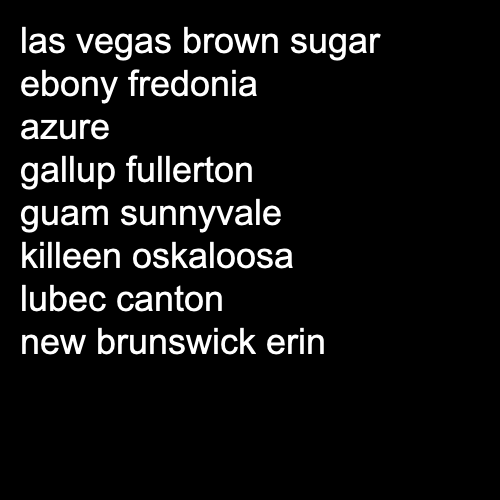 las vegas brown sugar
ebony fredonia
azure
gallup fullerton
guam sunnyvale
killeen oskaloosa
lubec canton
new brunswick erin